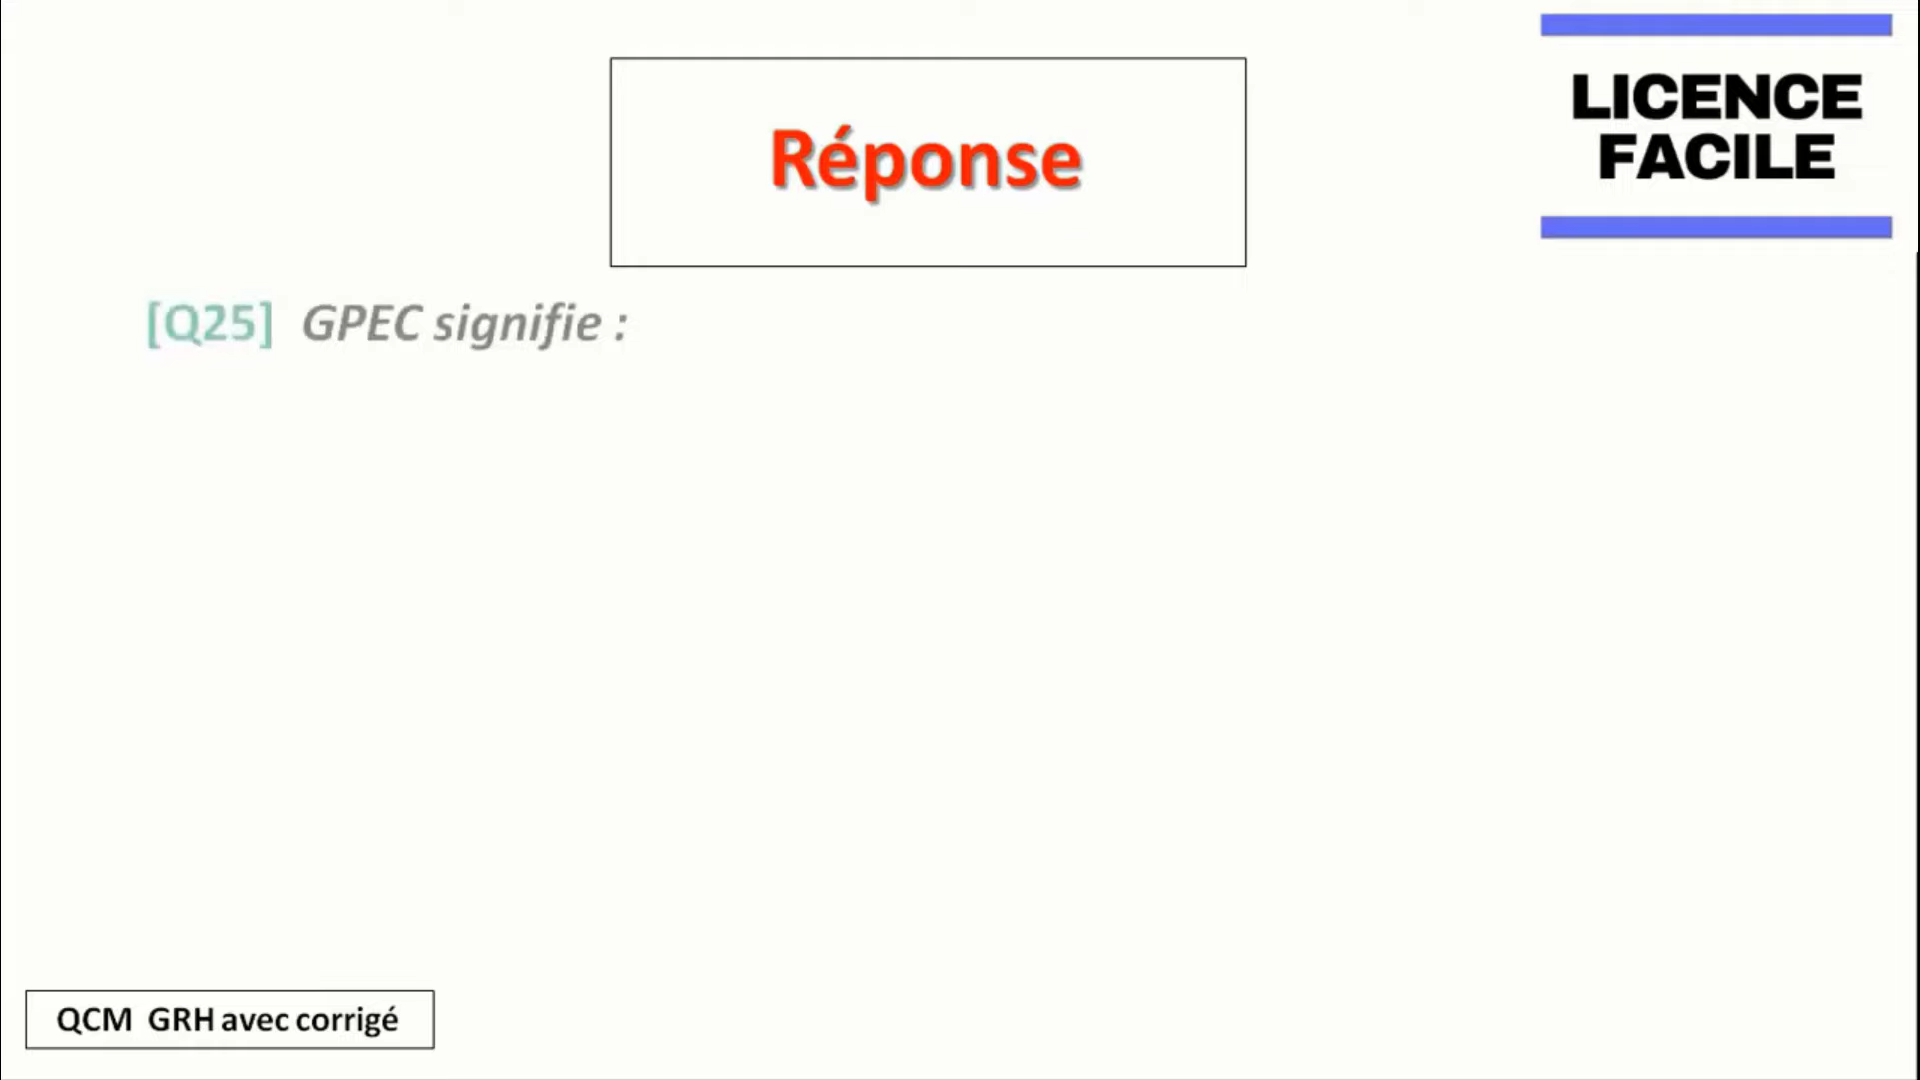 LICENCE
FACILE
Réponse
[Q25] GPEC signifie :
QCM GRH avec corrigé